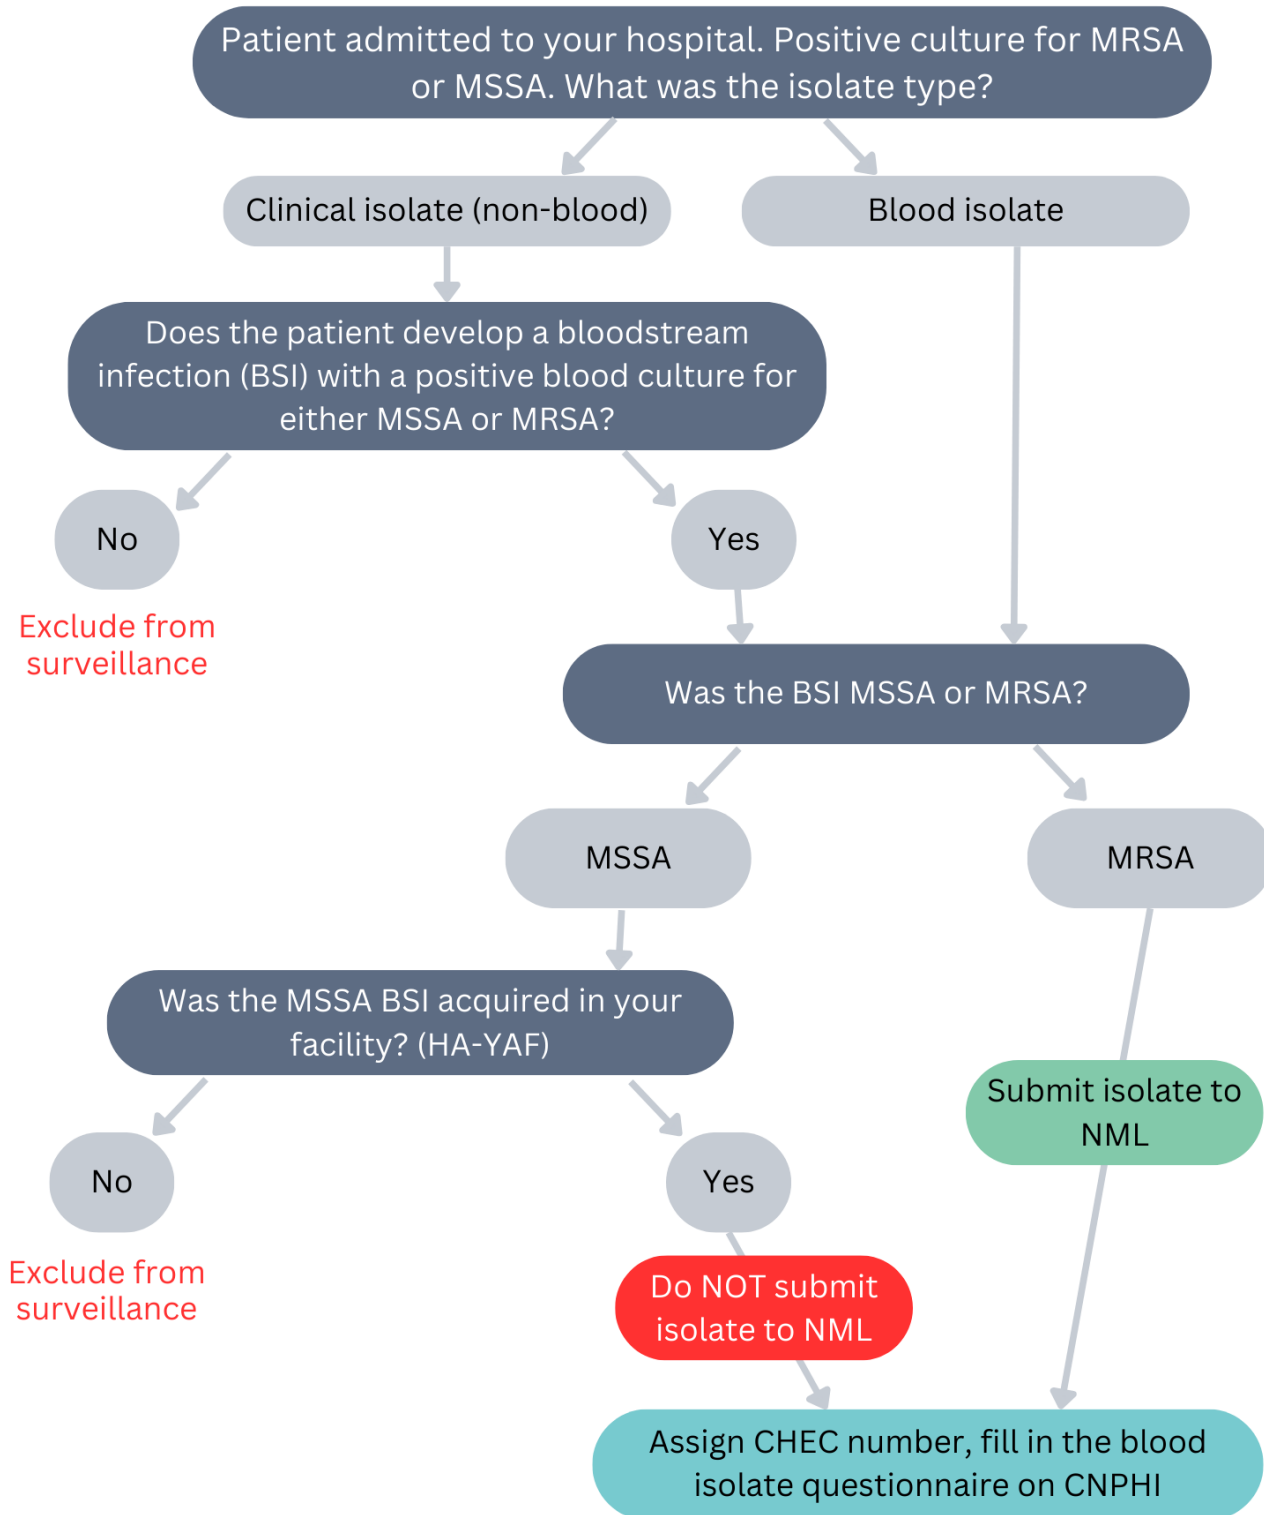 Patient admitted to your hospital. Positive culture for MRSA
or MSSA. What was the isolate type?
Clinical isolate (non-blood)
Blood isolate
Does the patient develop a bloodstream
infection (BSI) with a positive blood culture for
either MSSA or MRSA?
No
Yes
Exclude from
surveillance
Was the BSI MSSA or MRSA?
MSSA
MRSA
Was the MSSA BSI acquired in your
facility? (HA-YAF)
Submit isolate to
NML
No
Yes
Exclude from
surveillance
Do NOT submit
isolate to NML
Assign CHEC number, fill in the blood
isolate questionnaire on CNPHI